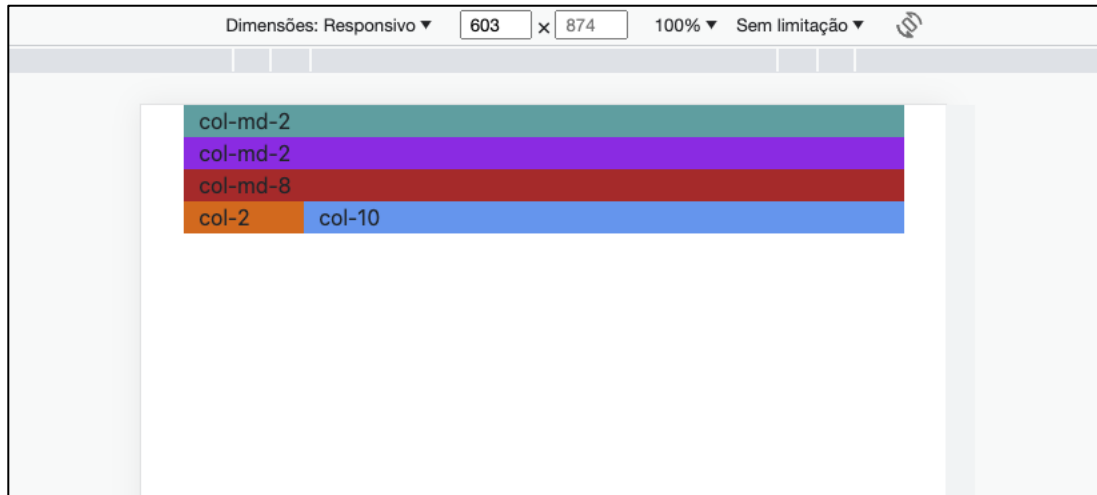 Dimensões: Responsivo ▼ 603 × 874 100% ▼ Sem limitação ▼
col-md-2
col-md-2
col-md-8
col-2 col-10